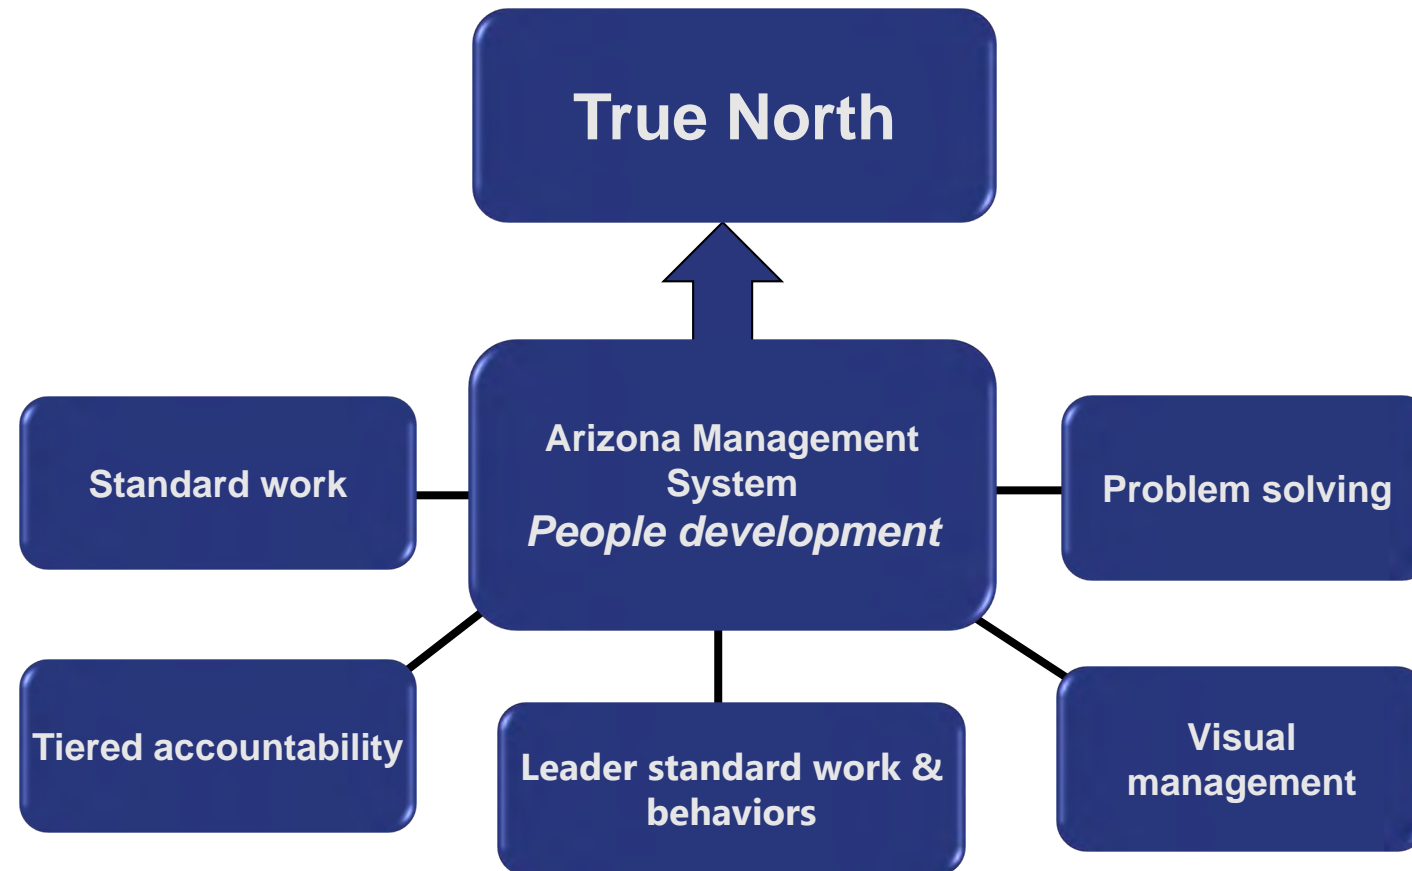 True North
Arizona Management
System
People development
Standard work
Problem solving
Tiered accountability
Leader standard work &
behaviors
Visual
management